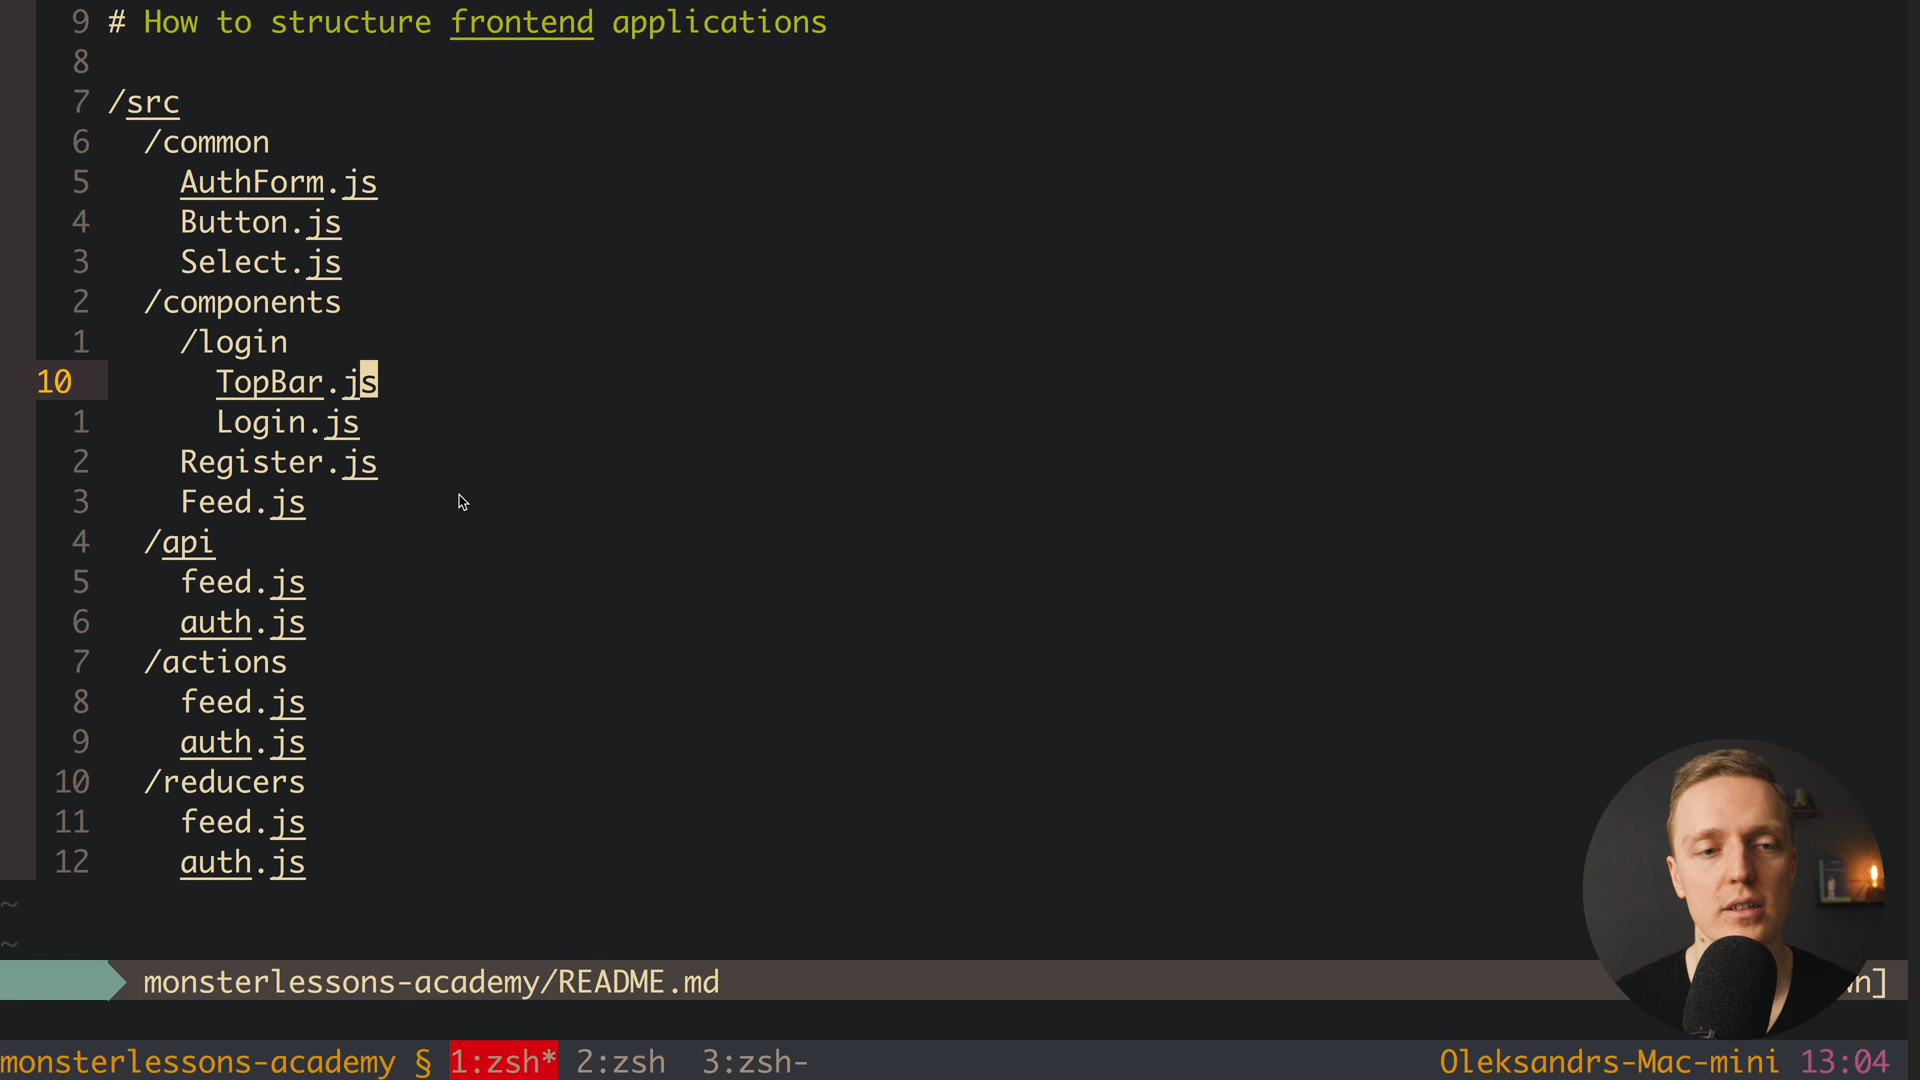 9 # How to structure frontend applications
8
7 /src
6 /common
5 AuthForm.js
4 Button.js
3 Select.js
2 /components
1 /login
10 TopBar.js
1 Login.js
2 Register.js
3 Feed.js
4 /api
5 feed.js
6 auth.js
7 /actions
8 feed.js
9 auth.js
10 /reducers
11 feed.js
12 auth.js
~
~
monsterlessons-academy/README.md
monsterlessons-academy § 1:zsh* 2:zsh 3:zsh- Oleksandrs-Mac-mini 13:04